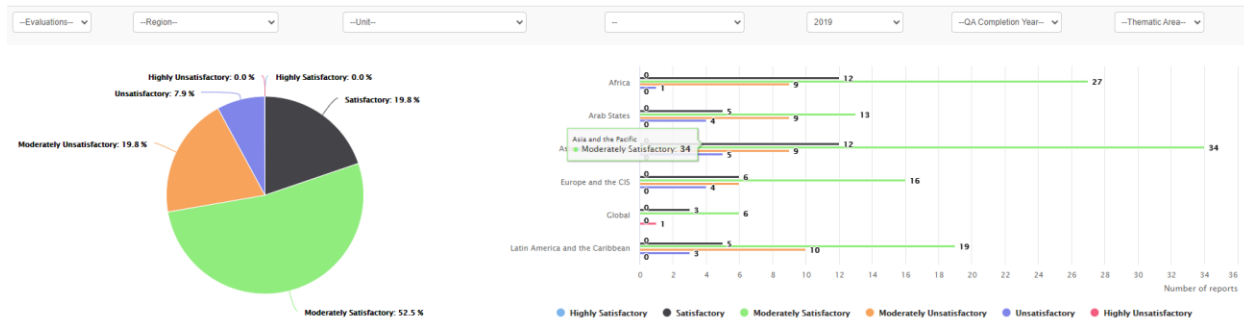 --Evaluations--
--Region--
--Unit--
--
2019
--QA Completion Year--
--Thematic Area--
Highly Unsatisfactory: 0.0 %
Highly Satisfactory: 0.0 %
Unsatisfactory: 7.9 %
Satisfactory: 19.8 %
Moderately Unsatisfactory: 19.8 %
Moderately Satisfactory: 52.5 %
Africa
0
12
27
9
1
0
Arab States
0
5
13
9
4
0
Asia and the Pacific
Moderately Satisfactory: 34
As
12
34
9
5
0
Europe and the CIS
0
6
16
4
0
Global
0
3
6
0
1
Latin America and the Caribbean
0
5
19
10
3
0
0 2 4 6 8 10 12 14 16 18 20 22 24 26 28 30 32 34 36
Number of reports
Highly Satisfactory
Satisfactory
Moderately Satisfactory
Moderately Unsatisfactory
Unsatisfactory
Highly Unsatisfactory